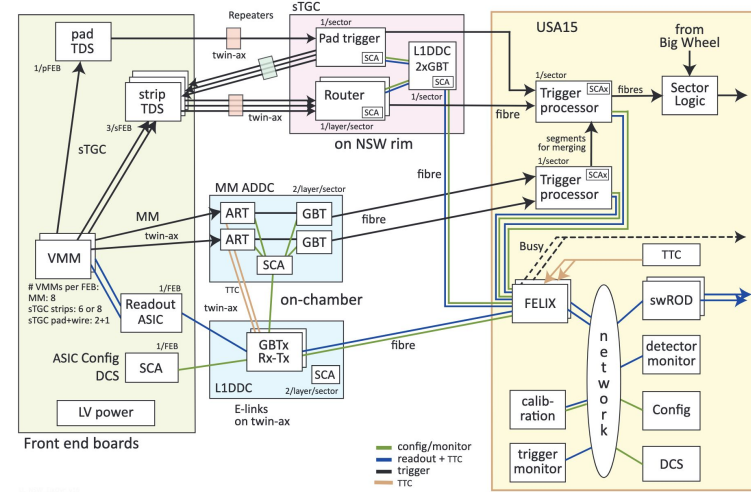 sTGC
Repeaters
USA15
pad
TDS
1/pFEB
twin-ax
1/sector
Pad trigger
SCA
L1DDC
2xGBT
SCA
1/sector
from
Big Wheel
strip
TDS
3/sFEB
twin-ax
Router
SCA
1/layer/sector
on NSW rim
fibre
1/sector
SCAx
Trigger
processor
fibres
Sector
Logic
segments
for merging
sTGC
1/sector
SCAx
Trigger
processor
MM ADDC
2/layer/sector
fibre
MM
twin-ax
ART
GBT
ART
GBT
SCA
TTC
fibre
Busy
TTC
VMM
# VMMs per FEB:
MM: 8
sTGC strips: 6 or 8
sTGC pad+wire: 2+1
1/FEB
Readout
ASIC
on-chamber
twin-ax
FELIX
swROD
network
detector
monitor
ASIC Config
DCS
1/FEB
SCA
GBTx
Rx-Tx
SCA
L1DDC
2/layer/sector
fibre
calib-
ration
Config
LV power
E-links
on twin-ax
Front end boards
trigger
monitor
DCS
config/monitor
readout + TTC
trigger
TTC